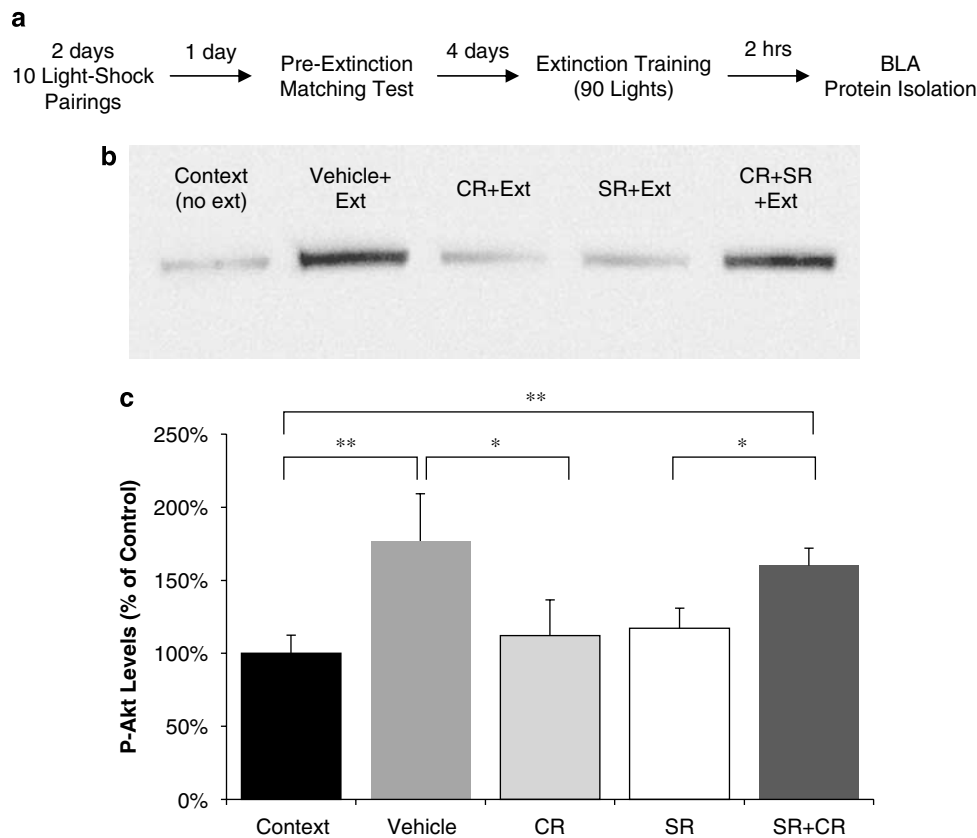 a
2 days
10 Light-Shock
Pairings
1 day
Pre-Extinction
Matching Test
4 days
Extinction Training
(90 Lights)
2 hrs
BLA
Protein Isolation
b
Context
(no ext)
Vehicle+
Ext
CR+Ext
SR+Ext
CR+SR
+Ext
c
**
**
*
*
P-Akt Levels (% of Control)
250%
200%
150%
100%
50%
0%
Context
Vehicle
CR
SR
SR+CR